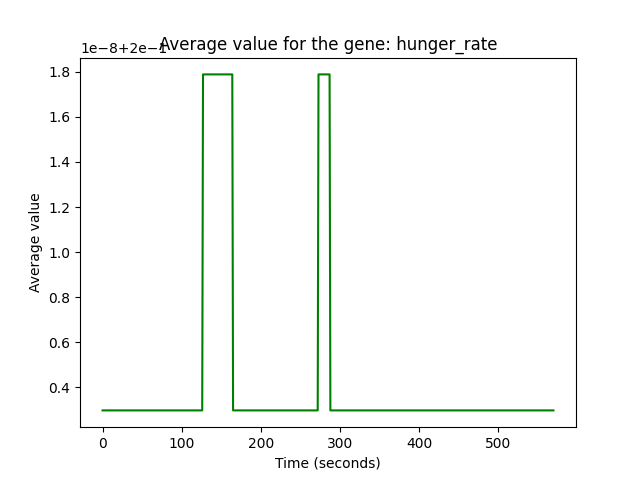 Average value for the gene: hunger_rate
1e−8+2e−1
1.8
1.6
1.4
1.2
1.0
0.8
0.6
0.4
Average value
0 100 200 300 400 500
Time (seconds)